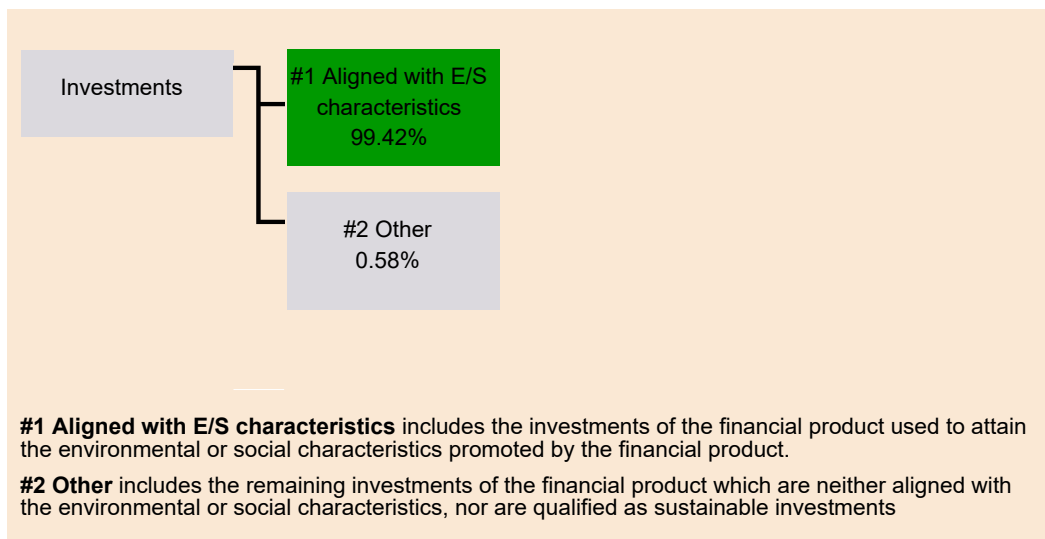 Investments
#1 Aligned with E/S
characteristics
99.42%
#2 Other
0.58%
#1 Aligned with E/S characteristics includes the investments of the financial product used to attain
the environmental or social characteristics promoted by the financial product.
#2 Other includes the remaining investments of the financial product which are neither aligned with
the environmental or social characteristics, nor are qualified as sustainable investments